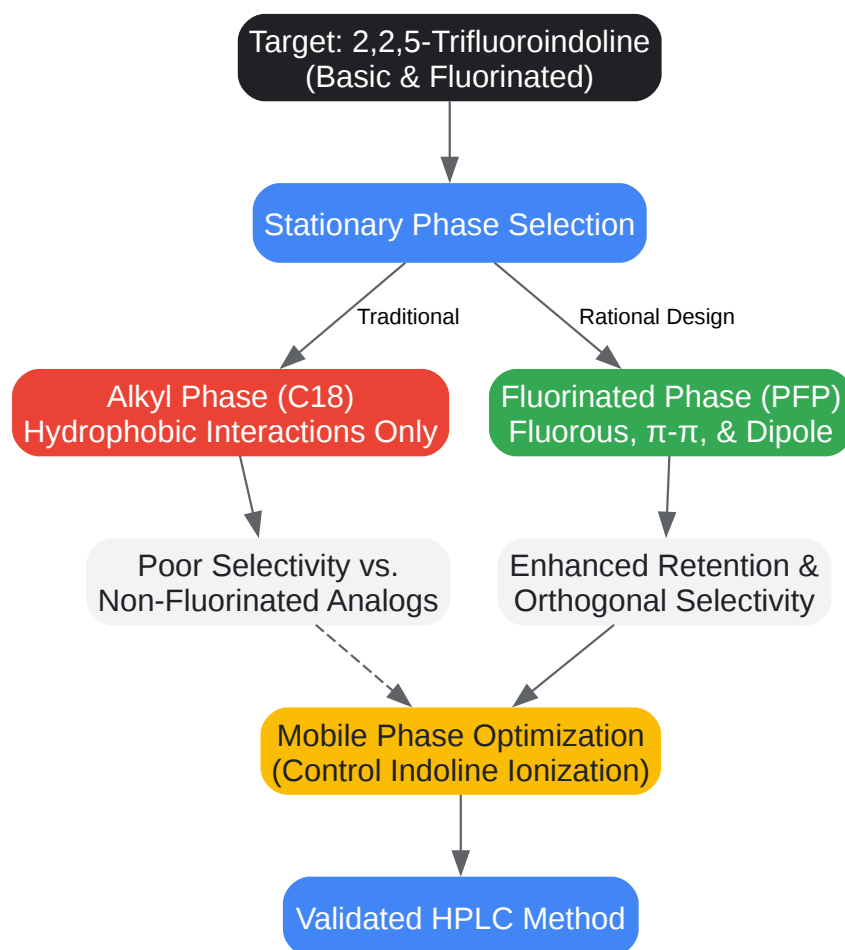 Target: 2,2,5-Trifluoroindoline
(Basic & Fluorinated)
Stationary Phase Selection
Traditional
Rational Design
Alkyl Phase (C18)
Hydrophobic Interactions Only
Fluorinated Phase (PFP)
Fluorous, π-π, & Dipole
Poor Selectivity vs.
Non-Fluorinated Analogs
Enhanced Retention &
Orthogonal Selectivity
Mobile Phase Optimization
(Control Indoline Ionization)
Validated HPLC Method